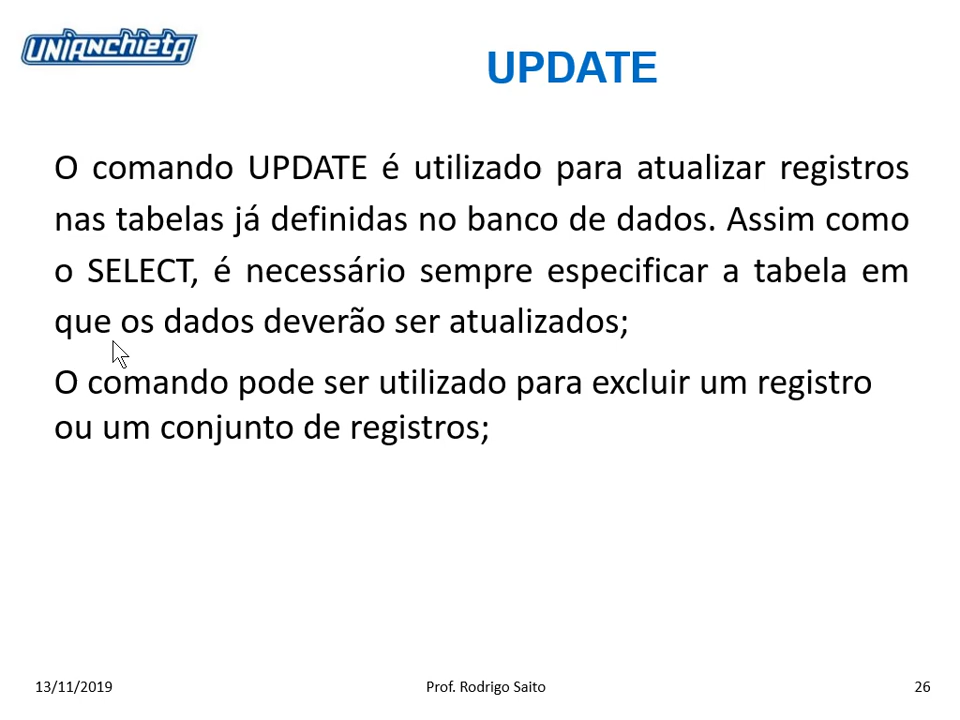 UNIANCHIETA
UPDATE
O comando UPDATE é utilizado para atualizar registros
nas tabelas já definidas no banco de dados. Assim como
o SELECT, é necessário sempre especificar a tabela em
que os dados deverão ser atualizados;
O comando pode ser utilizado para excluir um registro
ou um conjunto de registros;
13/11/2019
Prof. Rodrigo Saito
26